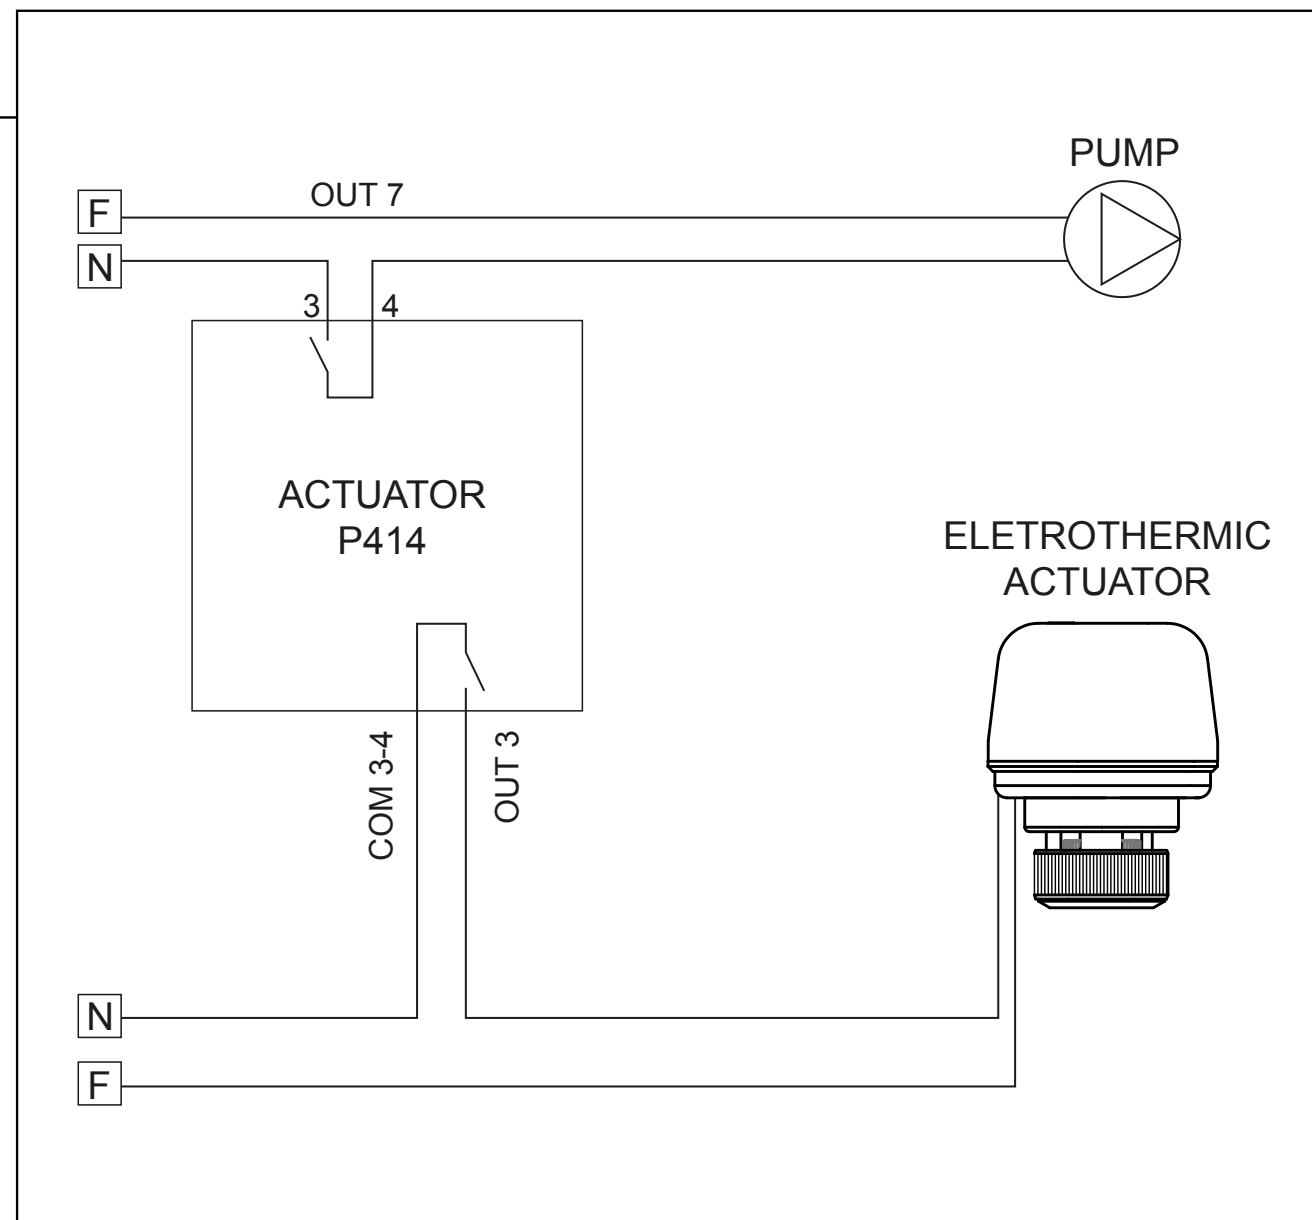 PUMP
OUT 7
F
N
3
4
ACTUATOR
P414
ELETROTHERMIC
ACTUATOR
COM 3-4
OUT 3
N
F